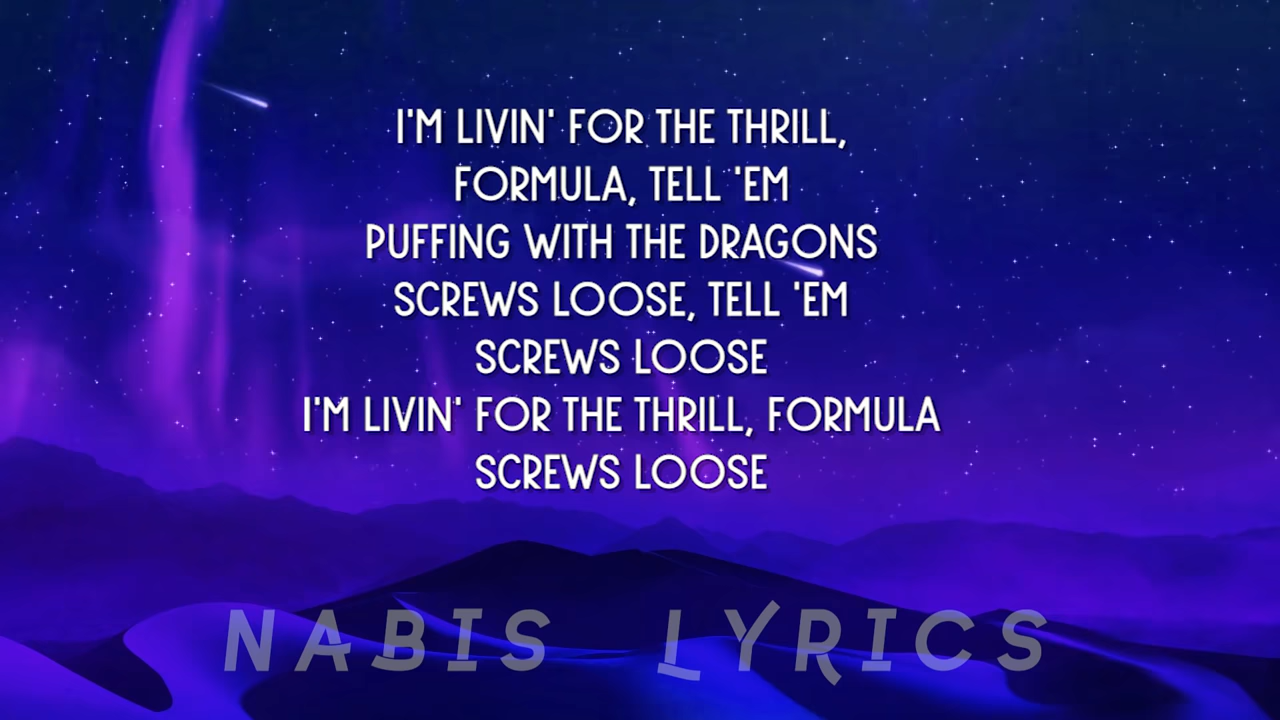 I'M LIVIN' FOR THE THRILL,
FORMULA, TELL 'EM
PUFFING WITH THE DRAGONS
SCREWS LOOSE, TELL 'EM
SCREWS LOOSE
I'M LIVIN' FOR THE THRILL, FORMULA
SCREWS LOOSE
NABIS LYRICS